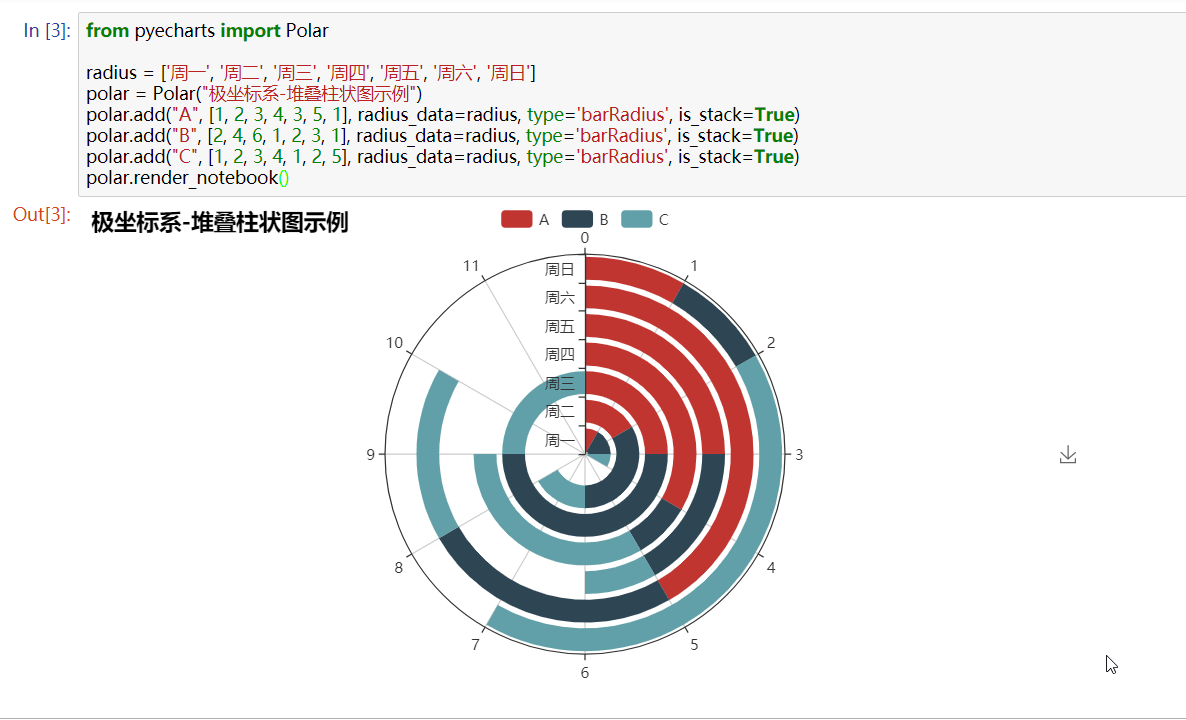 In [3]: from pyecharts import Polar
radius = ['周一', '周二', '周三', '周四', '周五', '周六', '周日']
polar = Polar("极坐标系-堆叠柱状图示例")
polar.add("A", [1, 2, 3, 4, 3, 5, 1], radius_data=radius, type='barRadius', is_stack=True)
polar.add("B", [2, 4, 6, 1, 2, 3, 1], radius_data=radius, type='barRadius', is_stack=True)
polar.add("C", [1, 2, 3, 4, 1, 2, 5], radius_data=radius, type='barRadius', is_stack=True)
polar.render_notebook()
Out[3]: 极坐标系-堆叠柱状图示例
A B C
0
11 1
周日
周六
周五
10 2
周四
周三
周二
周一
9 3
8 4
7 5
6